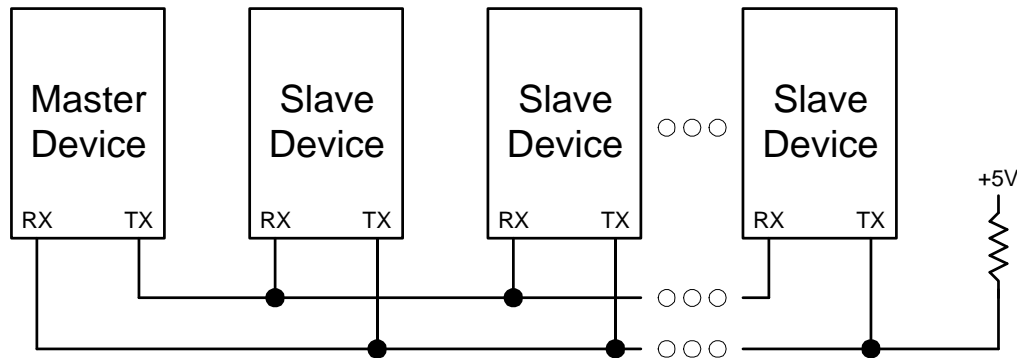 Master
Device
Slave
Device
Slave
Device
Slave
Device
+5V
RX TX
RX TX
RX TX
RX TX